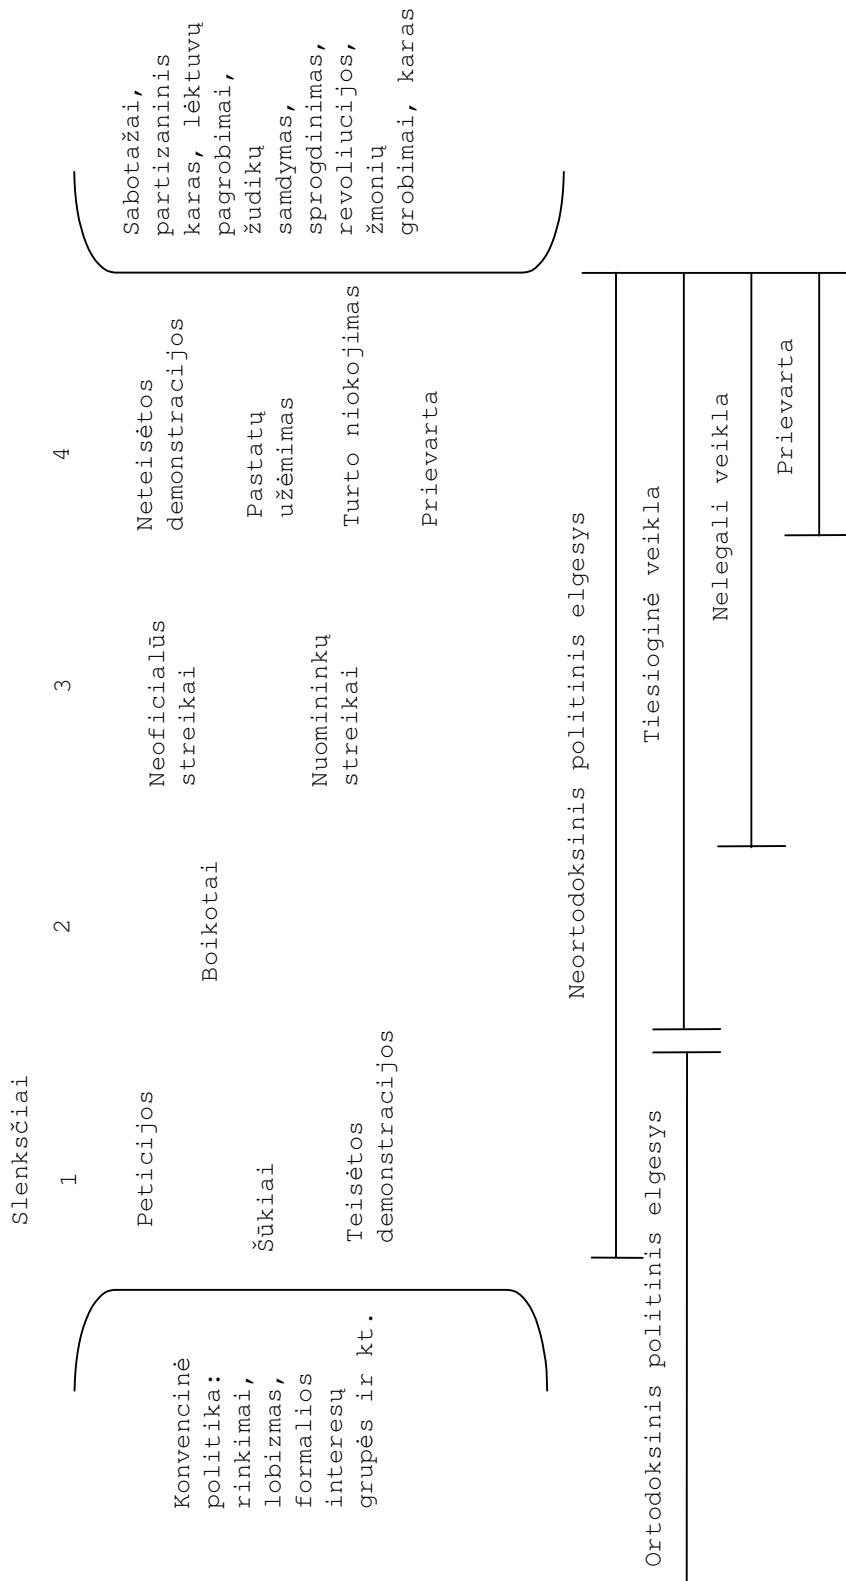 Slenksčiai
1
2
3
4
Konvencinė
politika:
rinkimai,
lobizmas,
formalios
interesų
grupės ir kt.
Peticijos
Šūkiai
Teisėtos
demonstracijos
Boikotai
Neoficialūs
streikai
Nuomininkų
streikai
Neteisėtos
demonstracijos
Pastatų
užėmimas
Turto niokojimas
Prievarta
Sabotažai,
partizaninis
karas, lėktuvų
pagrobimai,
žudikų
samdymas,
sprogdinimas,
revoliucijos,
žmonių
grobimai, karas
Neortodoksinis politinis elgesys
Ortodoksinis politinis elgesys
Tiesioginė veikla
Nelegali veikla
Prievarta